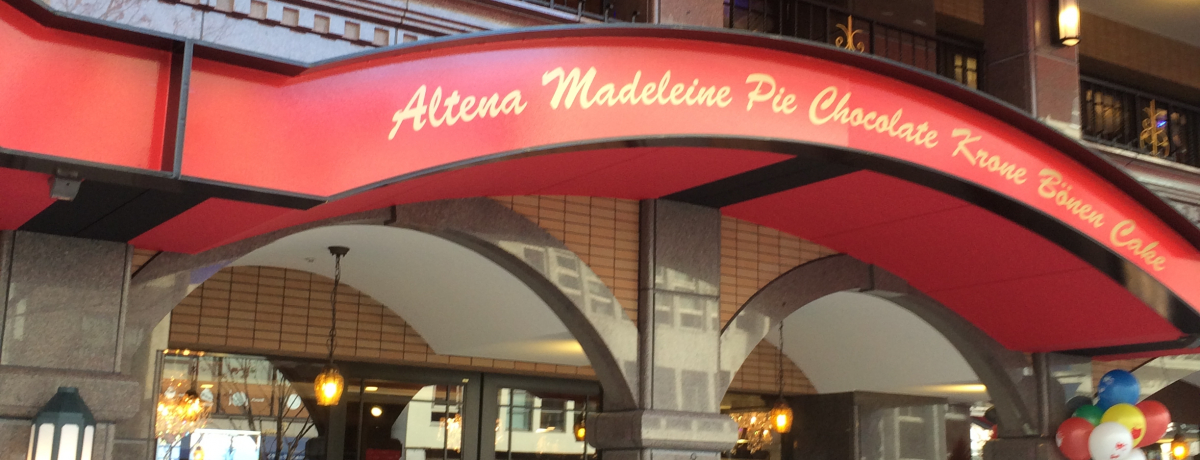 Altena Madeleine Pie Chocolate Krone Bönen Cake